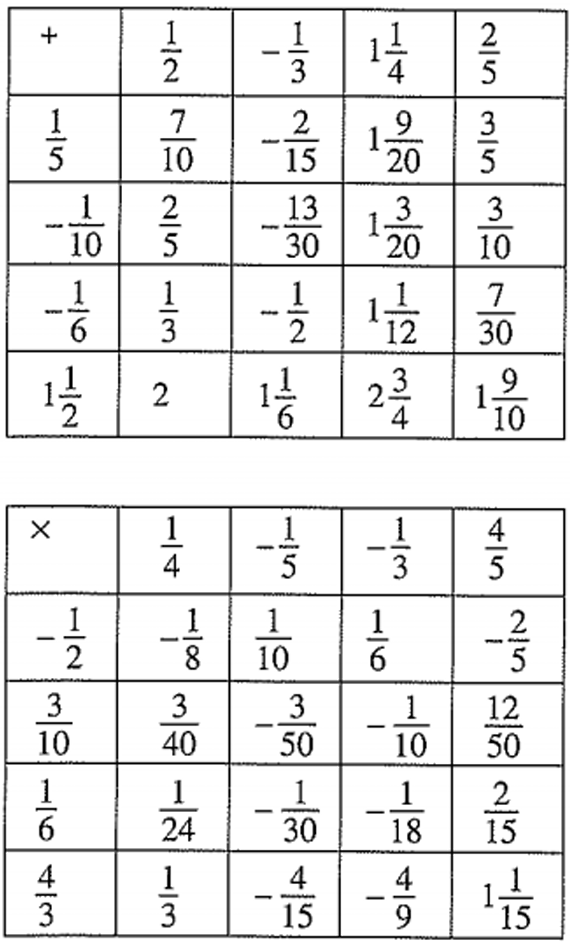 + 1/2 -1/3 1 1/4 2/5
1/5 7/10 -2/15 1 9/20 3/5
-1/10 2/5 -13/30 1 3/20 3/10
-1/6 1/3 -1/2 1 1/12 7/30
1 1/2 2 1 1/6 2 3/4 1 9/10
× 1/4 -1/5 -1/3 4/5
-1/2 -1/8 1/10 1/6 -2/5
3/10 3/40 -3/50 -1/10 12/50
1/6 1/24 -1/30 -1/18 2/15
4/3 1/3 -4/15 -4/9 1 1/15